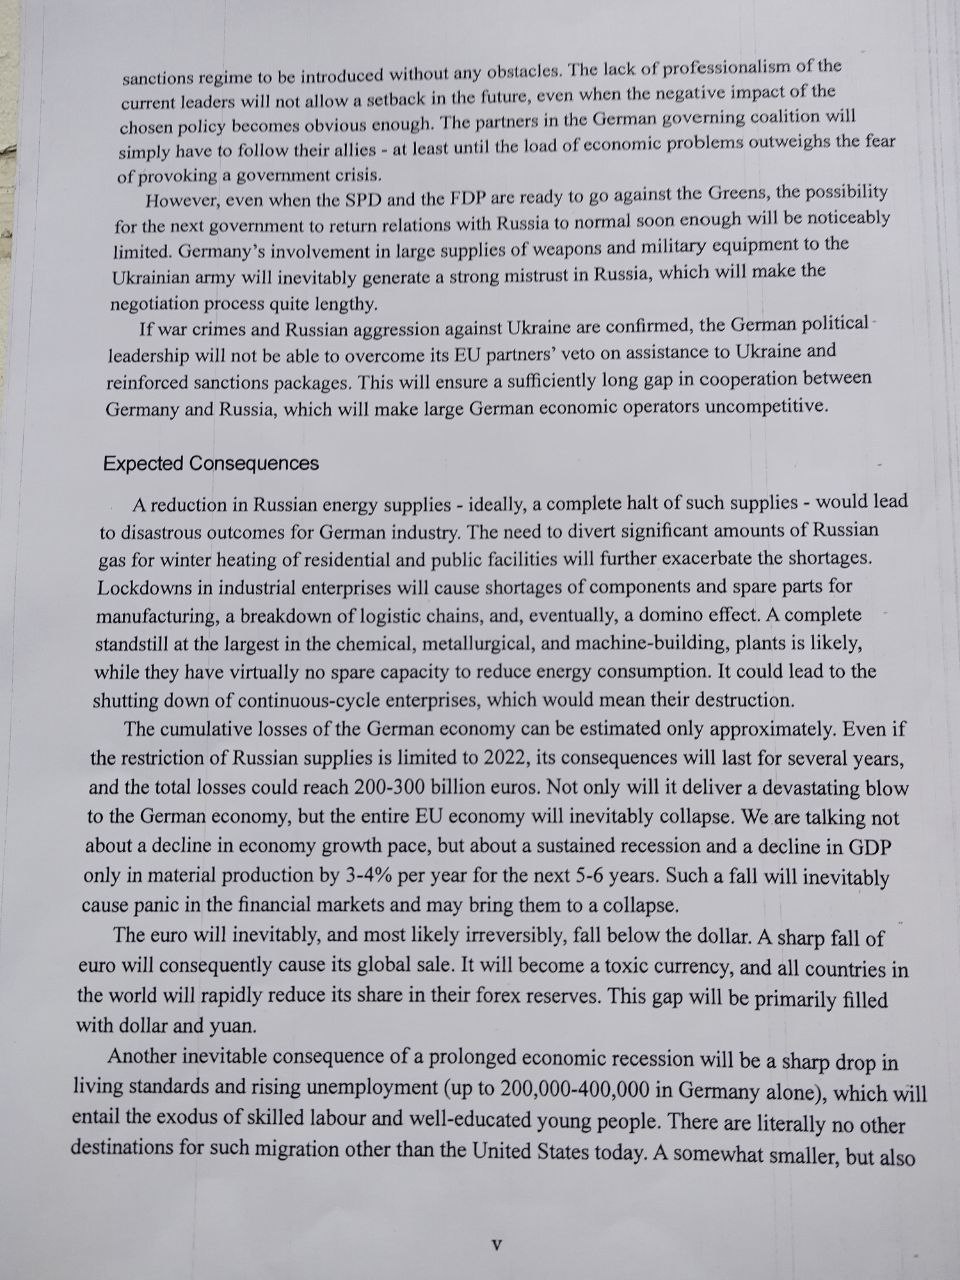 sanctions regime to be introduced without any obstacles. The lack of professionalism of the
current leaders will not allow a setback in the future, even when the negative impact of the
chosen policy becomes obvious enough. The partners in the German governing coalition will
simply have to follow their allies - at least until the load of economic problems outweighs the fear
of provoking a government crisis.
However, even when the SPD and the FDP are ready to go against the Greens, the possibility
for the next government to return relations with Russia to normal soon enough will be noticeably
limited. Germany's involvement in large supplies of weapons and military equipment to the
Ukrainian army will inevitably generate a strong mistrust in Russia, which will make the
negotiation process quite lengthy.
If war crimes and Russian aggression against Ukraine are confirmed, the German political
leadership will not be able to overcome its EU partners' veto on assistance to Ukraine and
reinforced sanctions packages. This will ensure a sufficiently long gap in cooperation between
Germany and Russia, which will make large German economic operators uncompetitive.
Expected Consequences
A reduction in Russian energy supplies - ideally, a complete halt of such supplies - would lead
to disastrous outcomes for German industry. The need to divert significant amounts of Russian
gas for winter heating of residential and public facilities will further exacerbate the shortages.
Lockdowns in industrial enterprises will cause shortages of components and spare parts for
manufacturing, a breakdown of logistic chains, and, eventually, a domino effect. A complete
standstill at the largest in the chemical, metallurgical, and machine-building, plants is likely,
while they have virtually no spare capacity to reduce energy consumption. It could lead to the
shutting down of continuous-cycle enterprises, which would mean their destruction.
The cumulative losses of the German economy can be estimated only approximately. Even if
the restriction of Russian supplies is limited to 2022, its consequences will last for several years,
and the total losses could reach 200-300 billion euros. Not only will it deliver a devastating blow
to the German economy, but the entire EU economy will inevitably collapse. We are talking not
about a decline in economy growth pace, but about a sustained recession and a decline in GDP
only in material production by 3-4% per year for the next 5-6 years. Such a fall will inevitably
cause panic in the financial markets and may bring them to a collapse.
The euro will inevitably, and most likely irreversibly, fall below the dollar. A sharp fall of
euro will consequently cause its global sale. It will become a toxic currency, and all countries in
the world will rapidly reduce its share in their forex reserves. This gap will be primarily filled
with dollar and yuan.
Another inevitable consequence of a prolonged economic recession will be a sharp drop in
living standards and rising unemployment (up to 200,000-400,000 in Germany alone), which will
entail the exodus of skilled labour and well-educated young people. There are literally no other
destinations for such migration other than the United States today. A somewhat smaller, but also
v